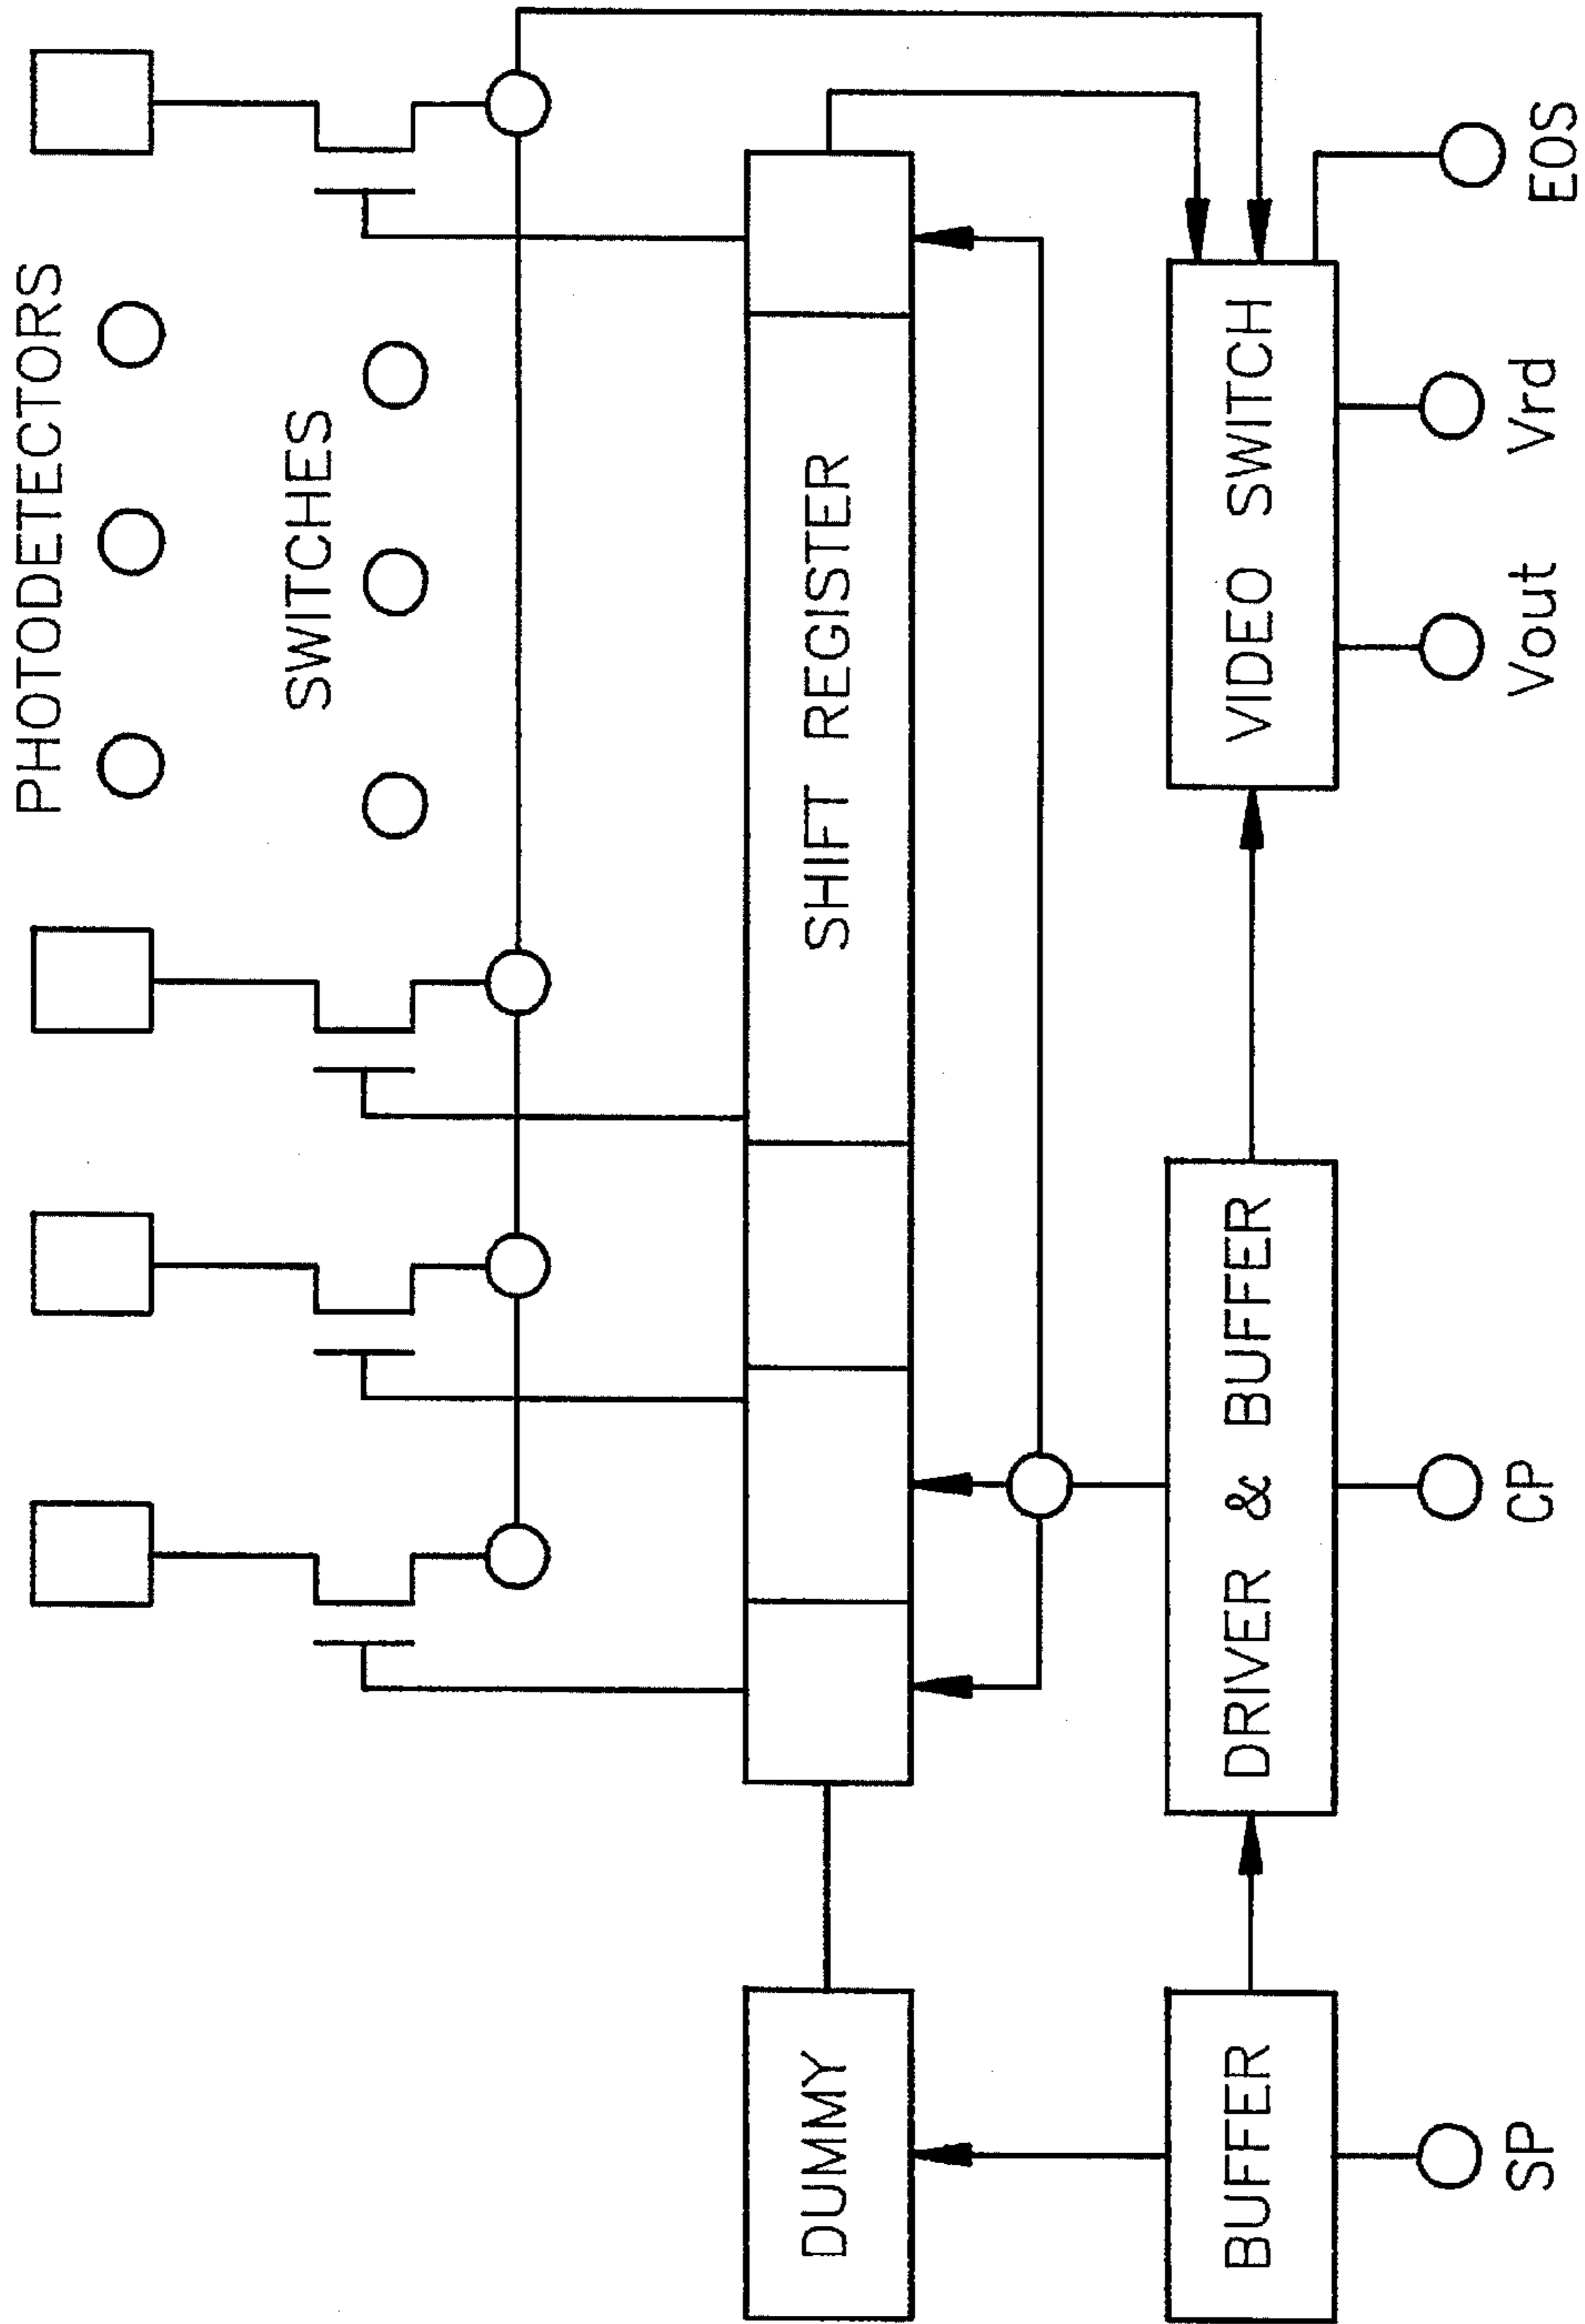 PHOTODETECTORS
SWITCHES
DUMMY
SHIFT REGISTER
BUFFER
DRIVER & BUFFER
VIDEO SWITCH
SP
CP
Vout
Vrd
EOS